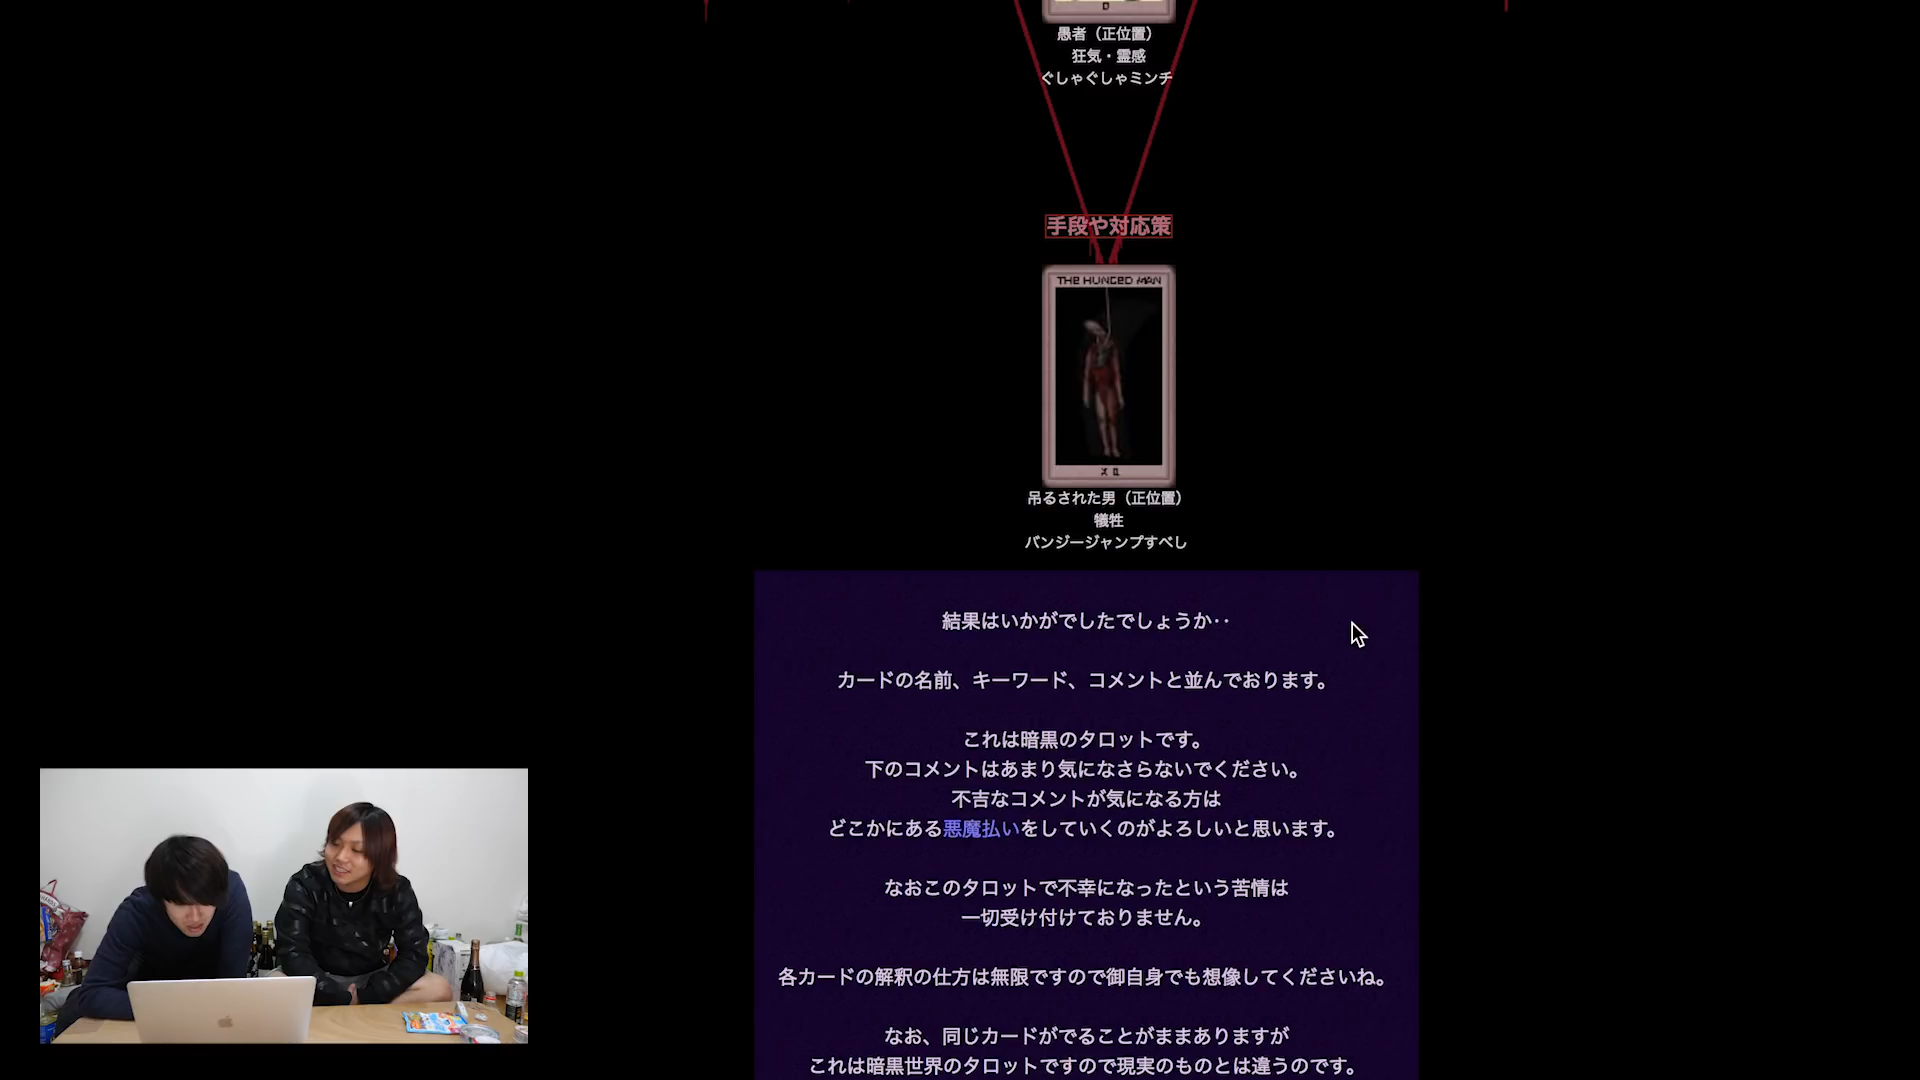 愚者（正位置）
狂気・霊感
ぐしゃぐしゃミンチ
手段や対応策
THE HUNGED MAN
吊るされた男（正位置）
犠牲
バンジージャンプすべし
結果はいかがでしたでしょうか‥
カードの名前、キーワード、コメントと並んでおります。
これは暗黒のタロットです。
下のコメントはあまり気になさらないでください。
不吉なコメントが気になる方は
どこかにある悪魔払いをしていくのがよろしいと思います。
なおこのタロットで不幸になったという苦情は
一切受け付けておりません。
各カードの解釈の仕方は無限ですので御自身でも想像してくださいね。
なお、同じカードがでることがままありますが
これは暗黒世界のタロットですので現実のものとは違うのです。